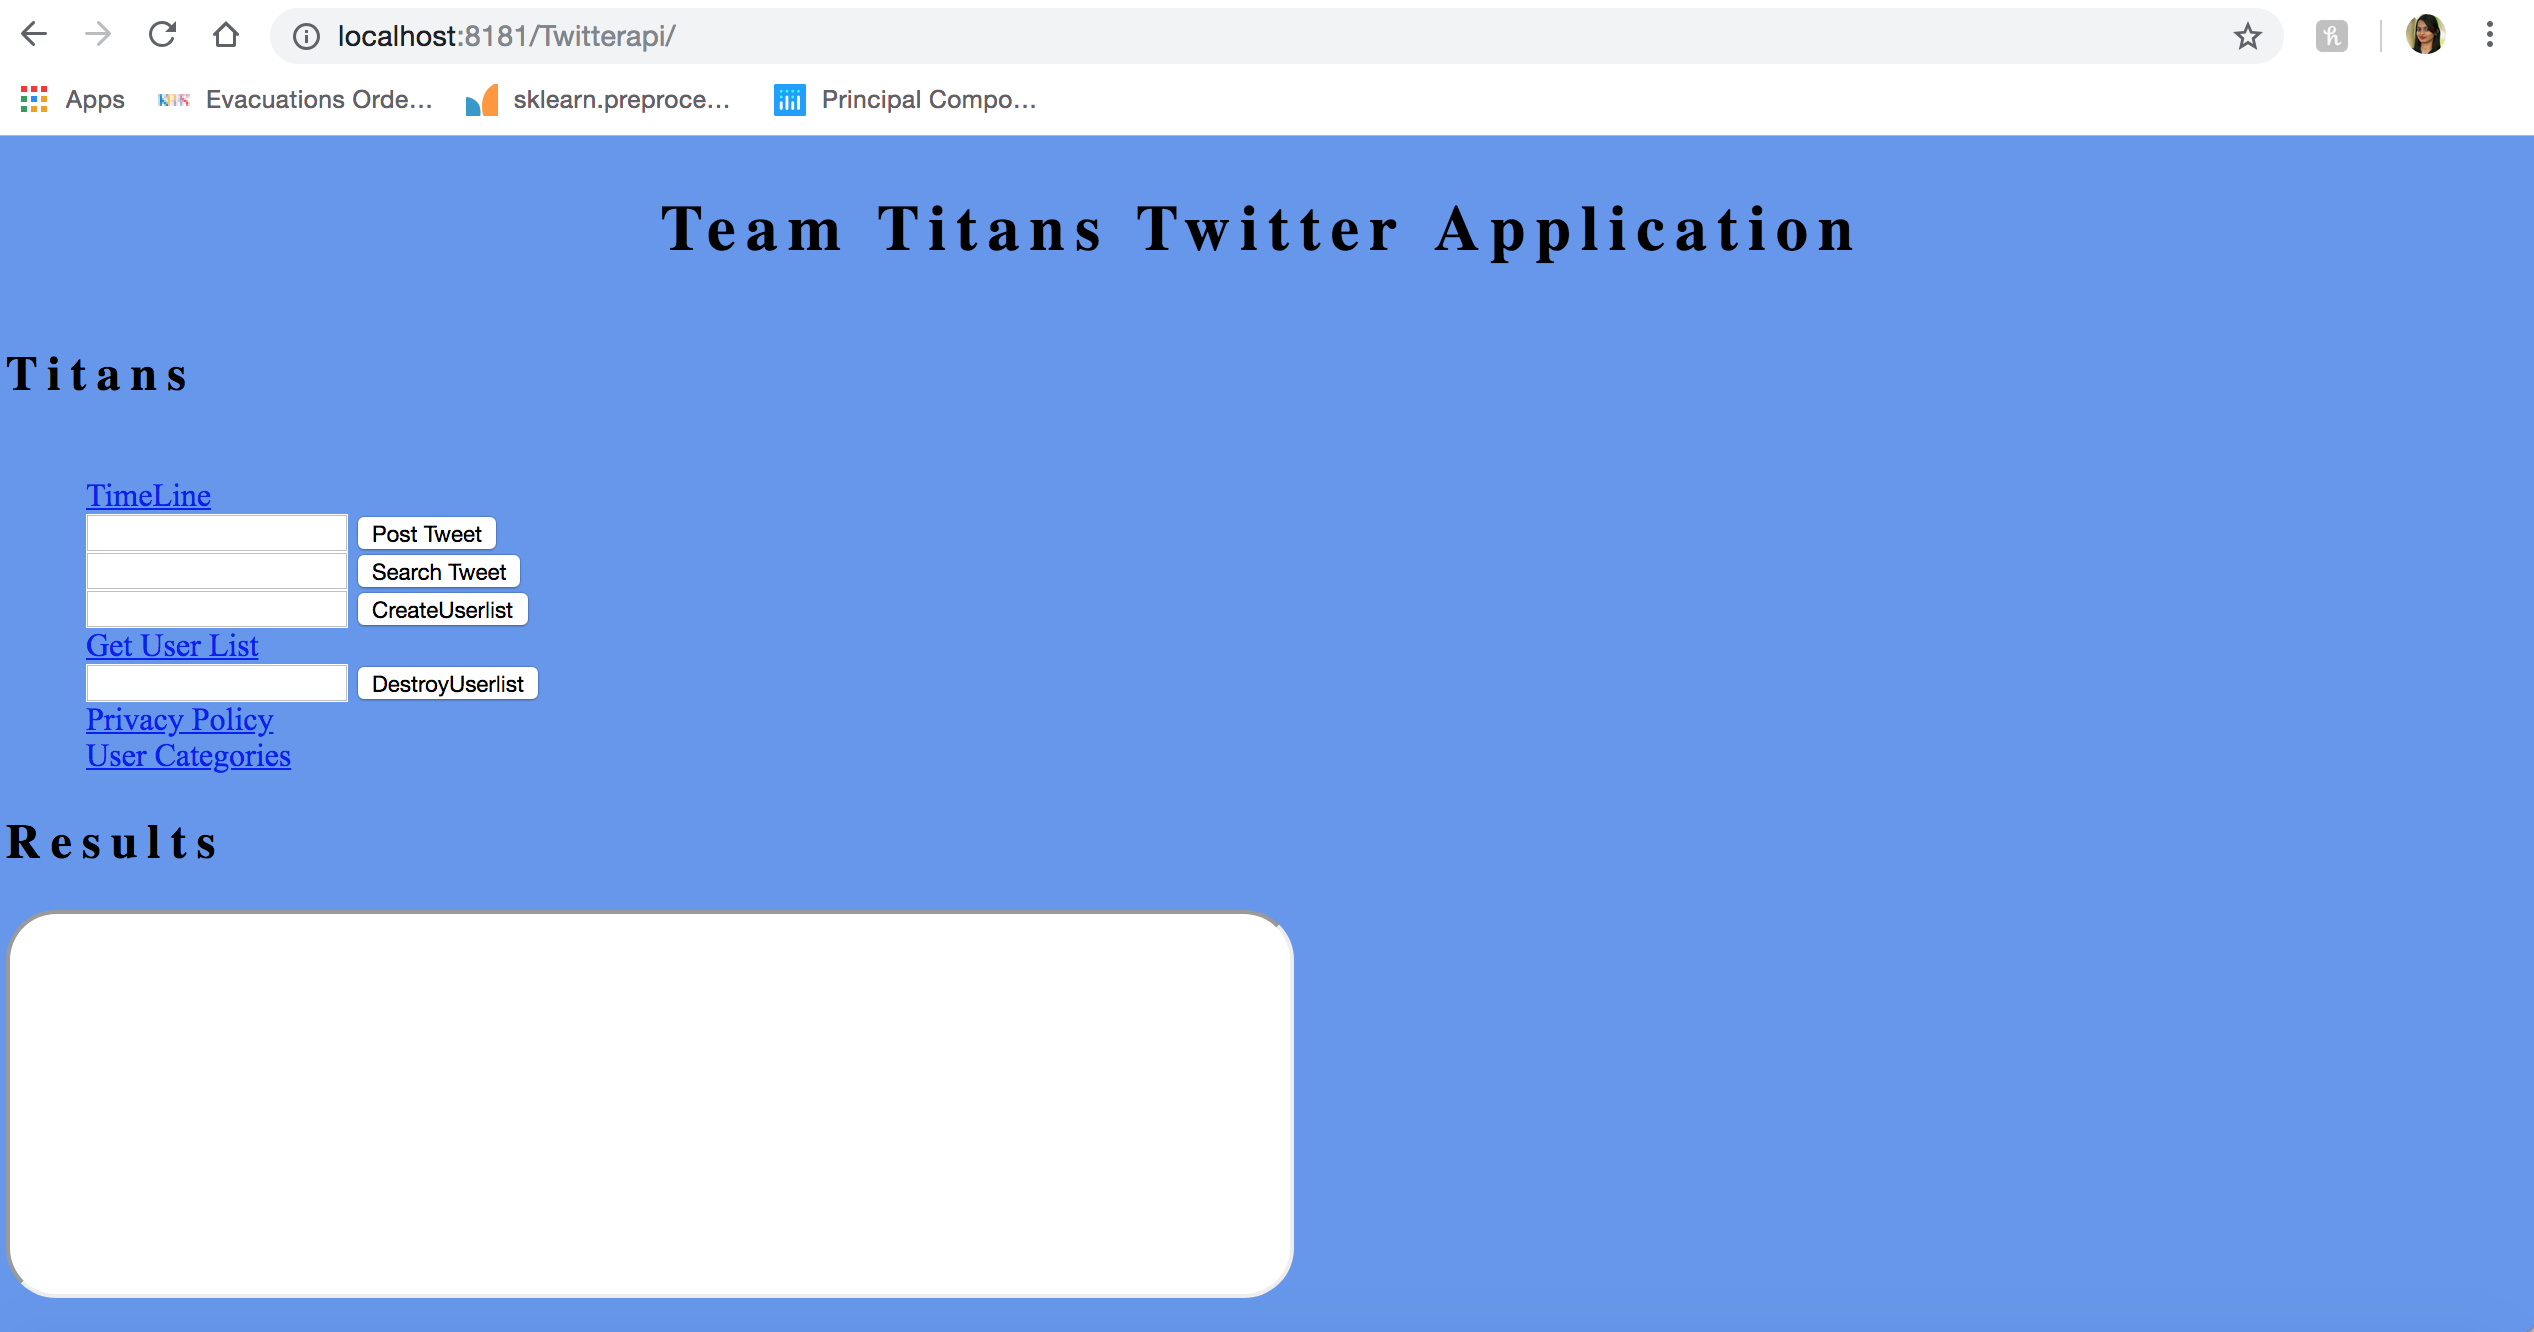 localhost:8181/Twitterapi/
Apps Evacuations Orde... sklearn.preproce... Principal Compo...
Team Titans Twitter Application
Titans
TimeLine
Post Tweet
Search Tweet
CreateUserlist
Get User List
DestroyUserlist
Privacy Policy
User Categories
Results